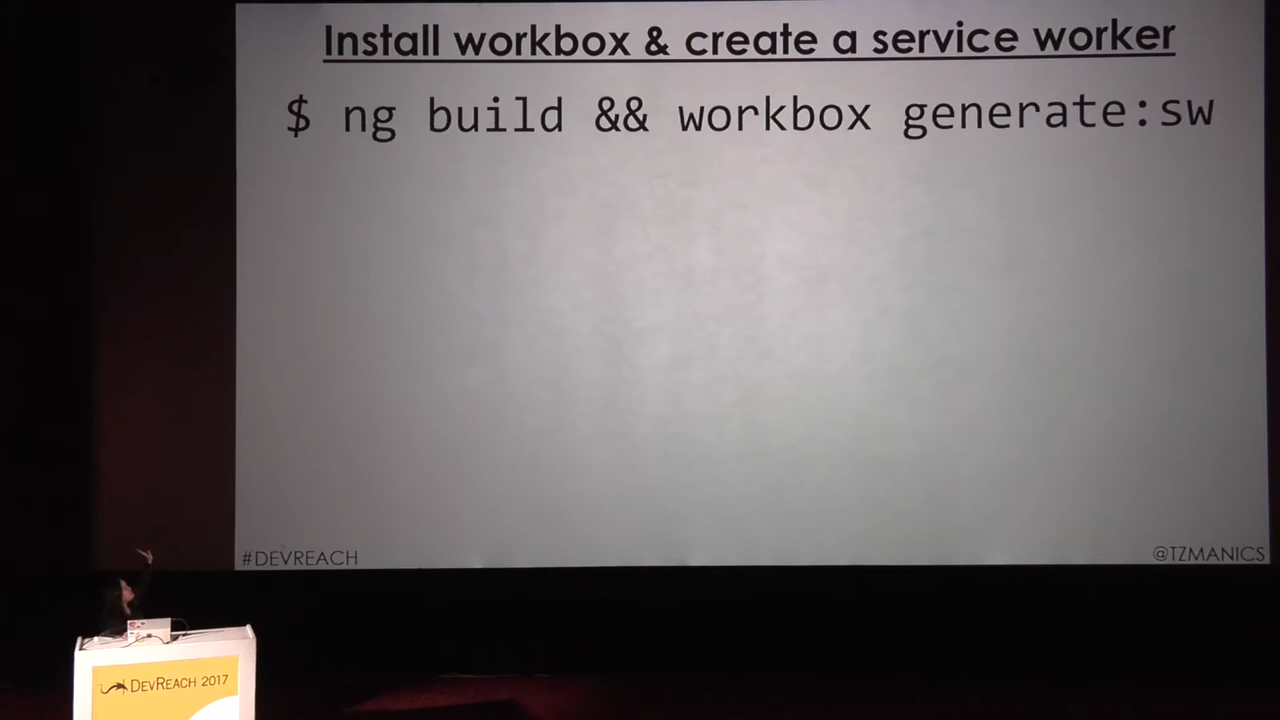 Install workbox & create a service worker
$ ng build && workbox generate:sw
#DEVREACH
@TZMANICS
DEVREACH 2017